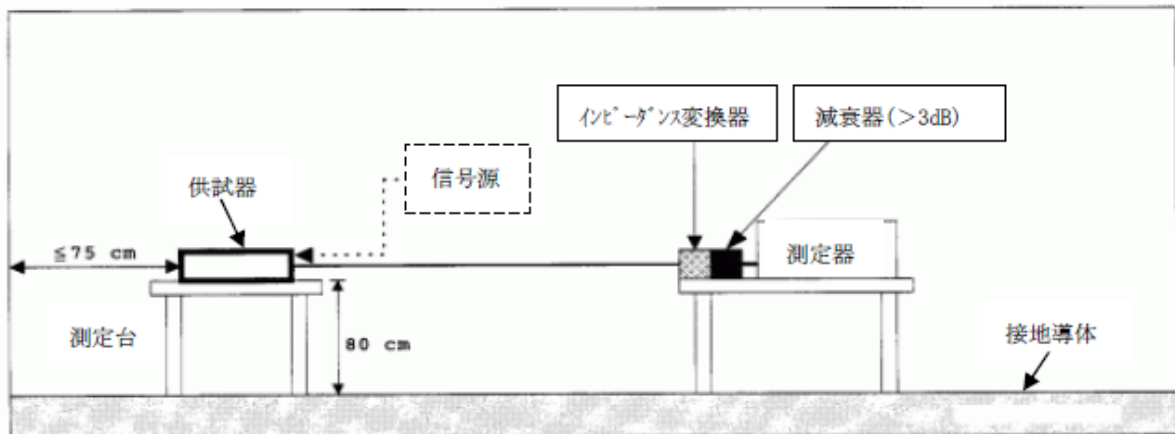 インピーダンス変換器
減衰器(>3dB)
信号源
供試器
≦75 cm
測定器
測定台
80 cm
接地導体